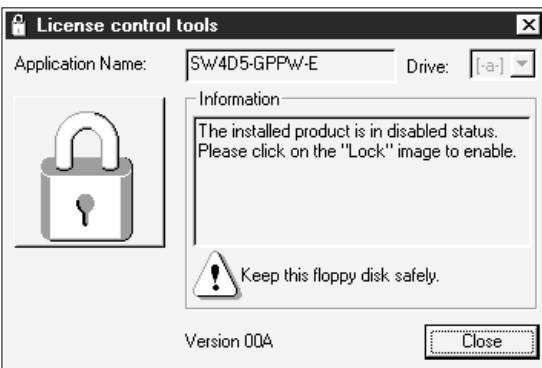 License control tools
Application Name: SW4D5-GPPW-E Drive: [-a-]
Information
The installed product is in disabled status.
Please click on the "Lock" image to enable.
Keep this floppy disk safely.
Version 00A Close